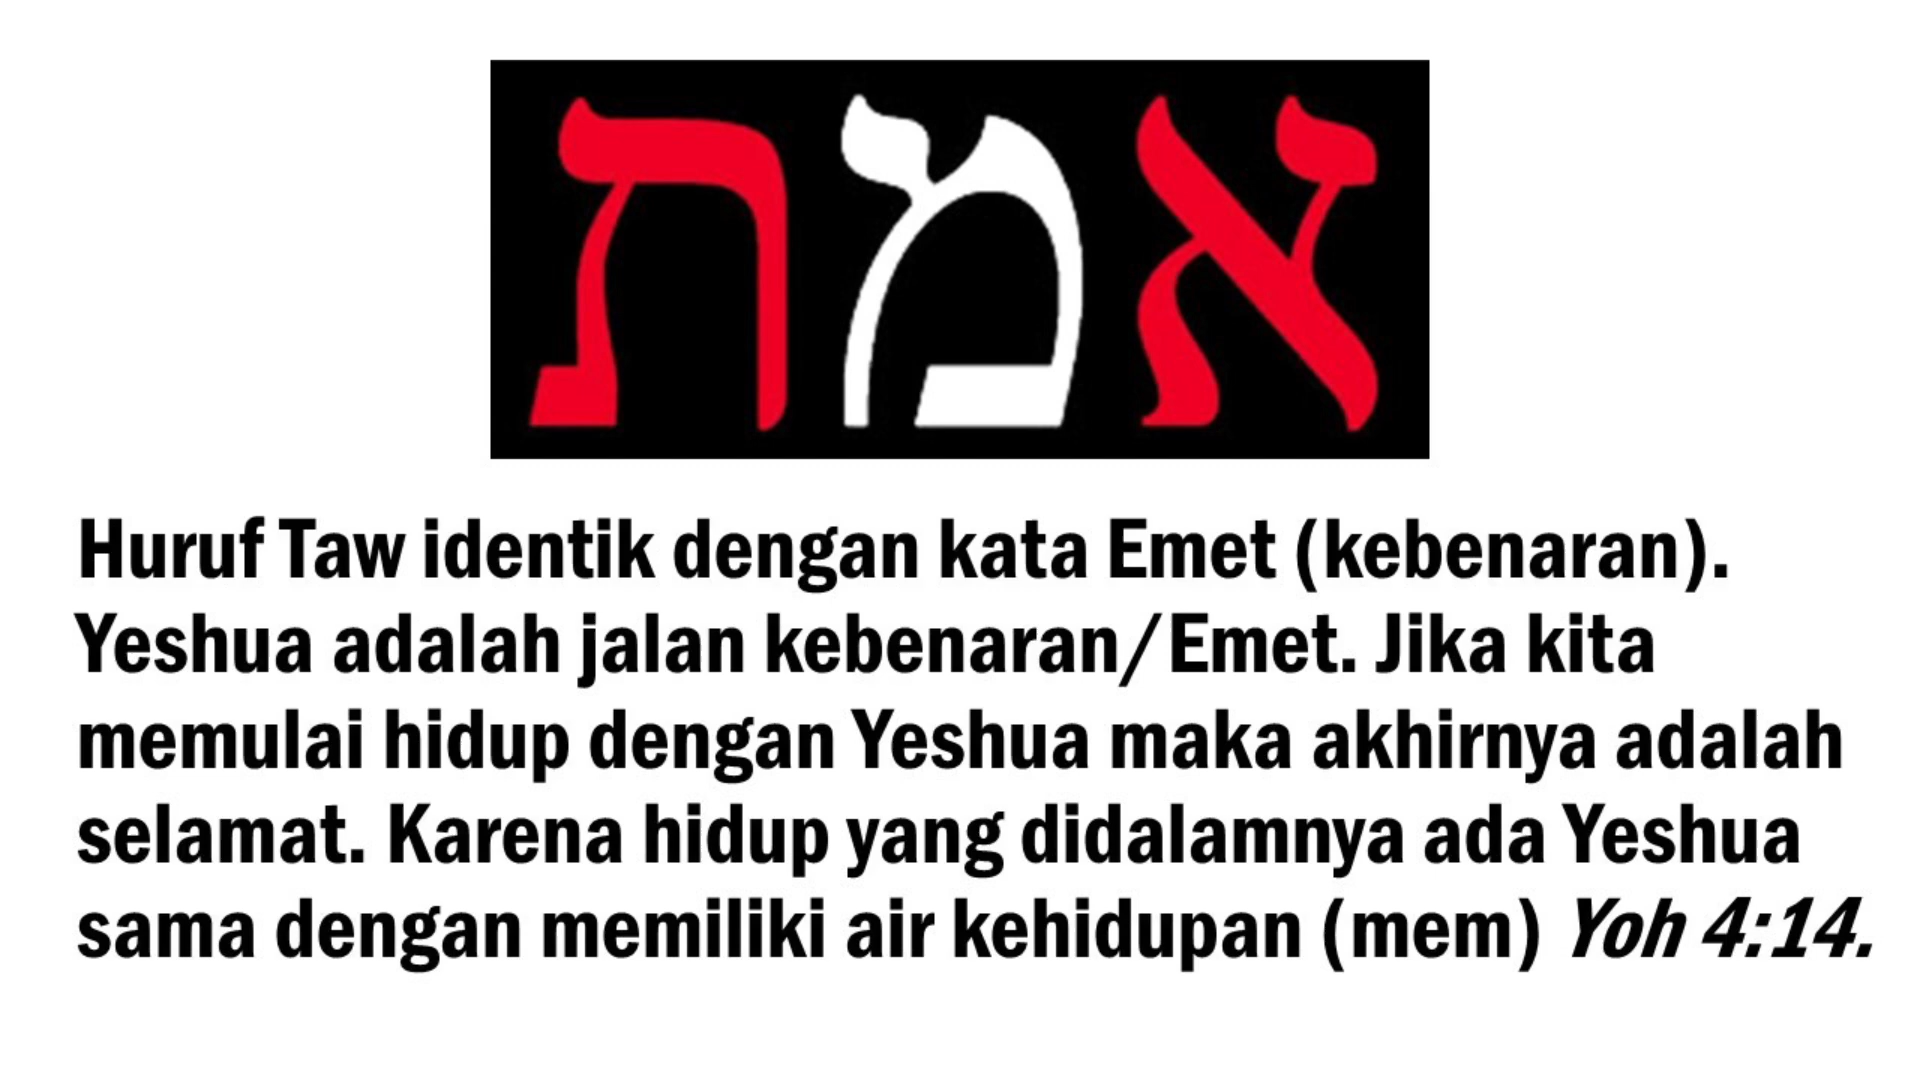 אמת
Huruf Taw identik dengan kata Emet (kebenaran).
Yeshua adalah jalan kebenaran/Emet. Jika kita
memulai hidup dengan Yeshua maka akhirnya adalah
selamat. Karena hidup yang didalamnya ada Yeshua
sama dengan memiliki air kehidupan (mem) Yoh 4:14.